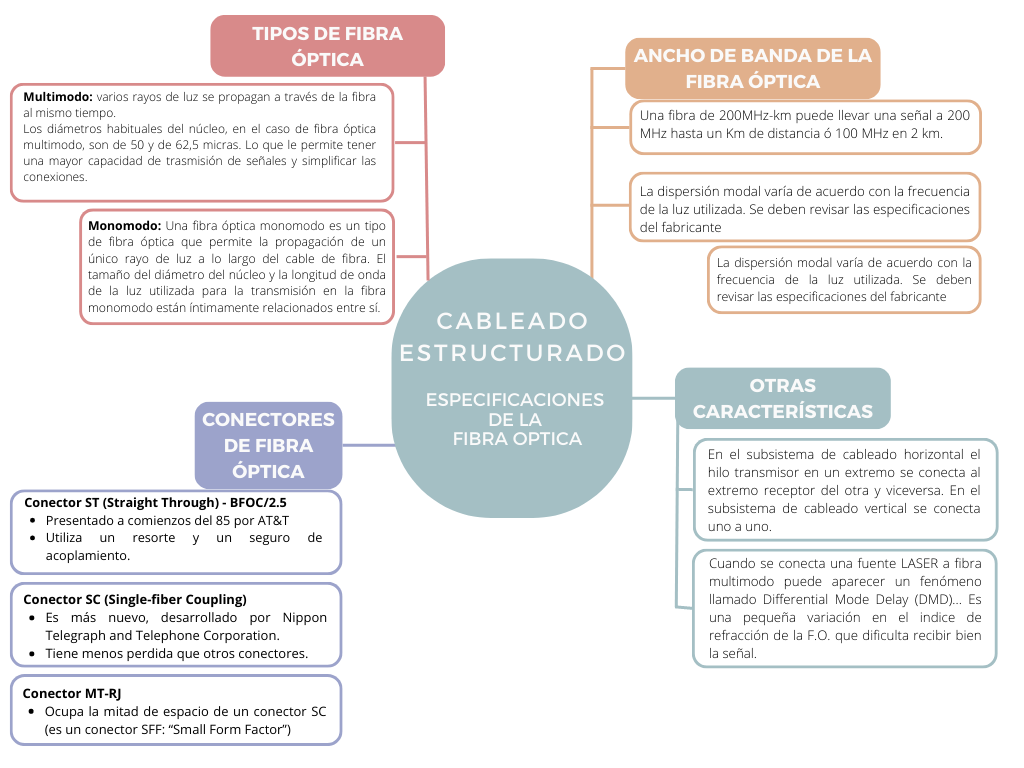 TIPOS DE FIBRA
ÓPTICA
Multimodo: varios rayos de luz se propagan a través de la fibra
al mismo tiempo.
Los diámetros habituales del núcleo, en el caso de fibra óptica
multimodo, son de 50 y de 62,5 micras. Lo que le permite tener
una mayor capacidad de trasmisión de señales y simplificar las
conexiones.
Monomodo: Una fibra óptica monomodo es un tipo
de fibra óptica que permite la propagación de un
único rayo de luz a lo largo del cable de fibra. El
tamaño del diámetro del núcleo y la longitud de onda
de la luz utilizada para la transmisión en la fibra
monomodo están íntimamente relacionados entre sí.
ANCHO DE BANDA DE LA
FIBRA ÓPTICA
Una fibra de 200MHz-km puede llevar una señal a 200
MHz hasta un Km de distancia ó 100 MHz en 2 km.
La dispersión modal varía de acuerdo con la frecuencia
de la luz utilizada. Se deben revisar las especificaciones
del fabricante
La dispersión modal varía de acuerdo con la
frecuencia de la luz utilizada. Se deben
revisar las especificaciones del fabricante
CABLEADO
ESTRUCTURADO
ESPECIFICACIONES
DE LA
FIBRA OPTICA
CONECTORES
DE FIBRA
ÓPTICA
Conector ST (Straight Through) - BFOC/2.5
• Presentado a comienzos del 85 por AT&T
• Utiliza un resorte y un seguro de
acoplamiento.
Conector SC (Single-fiber Coupling)
• Es más nuevo, desarrollado por Nippon
Telegraph and Telephone Corporation.
• Tiene menos perdida que otros conectores.
Conector MT-RJ
• Ocupa la mitad de espacio de un conector SC
(es un conector SFF: “Small Form Factor”)
OTRAS
CARACTERÍSTICAS
En el subsistema de cableado horizontal el
hilo transmisor en un extremo se conecta al
extremo receptor del otra y viceversa. En el
subsistema de cableado vertical se conecta
uno a uno.
Cuando se conecta una fuente LASER a fibra
multimodo puede aparecer un fenómeno
llamado Differential Mode Delay (DMD)... Es
una pequeña variación en el indice de
refracción de la F.O. que dificulta recibir bien
la señal.